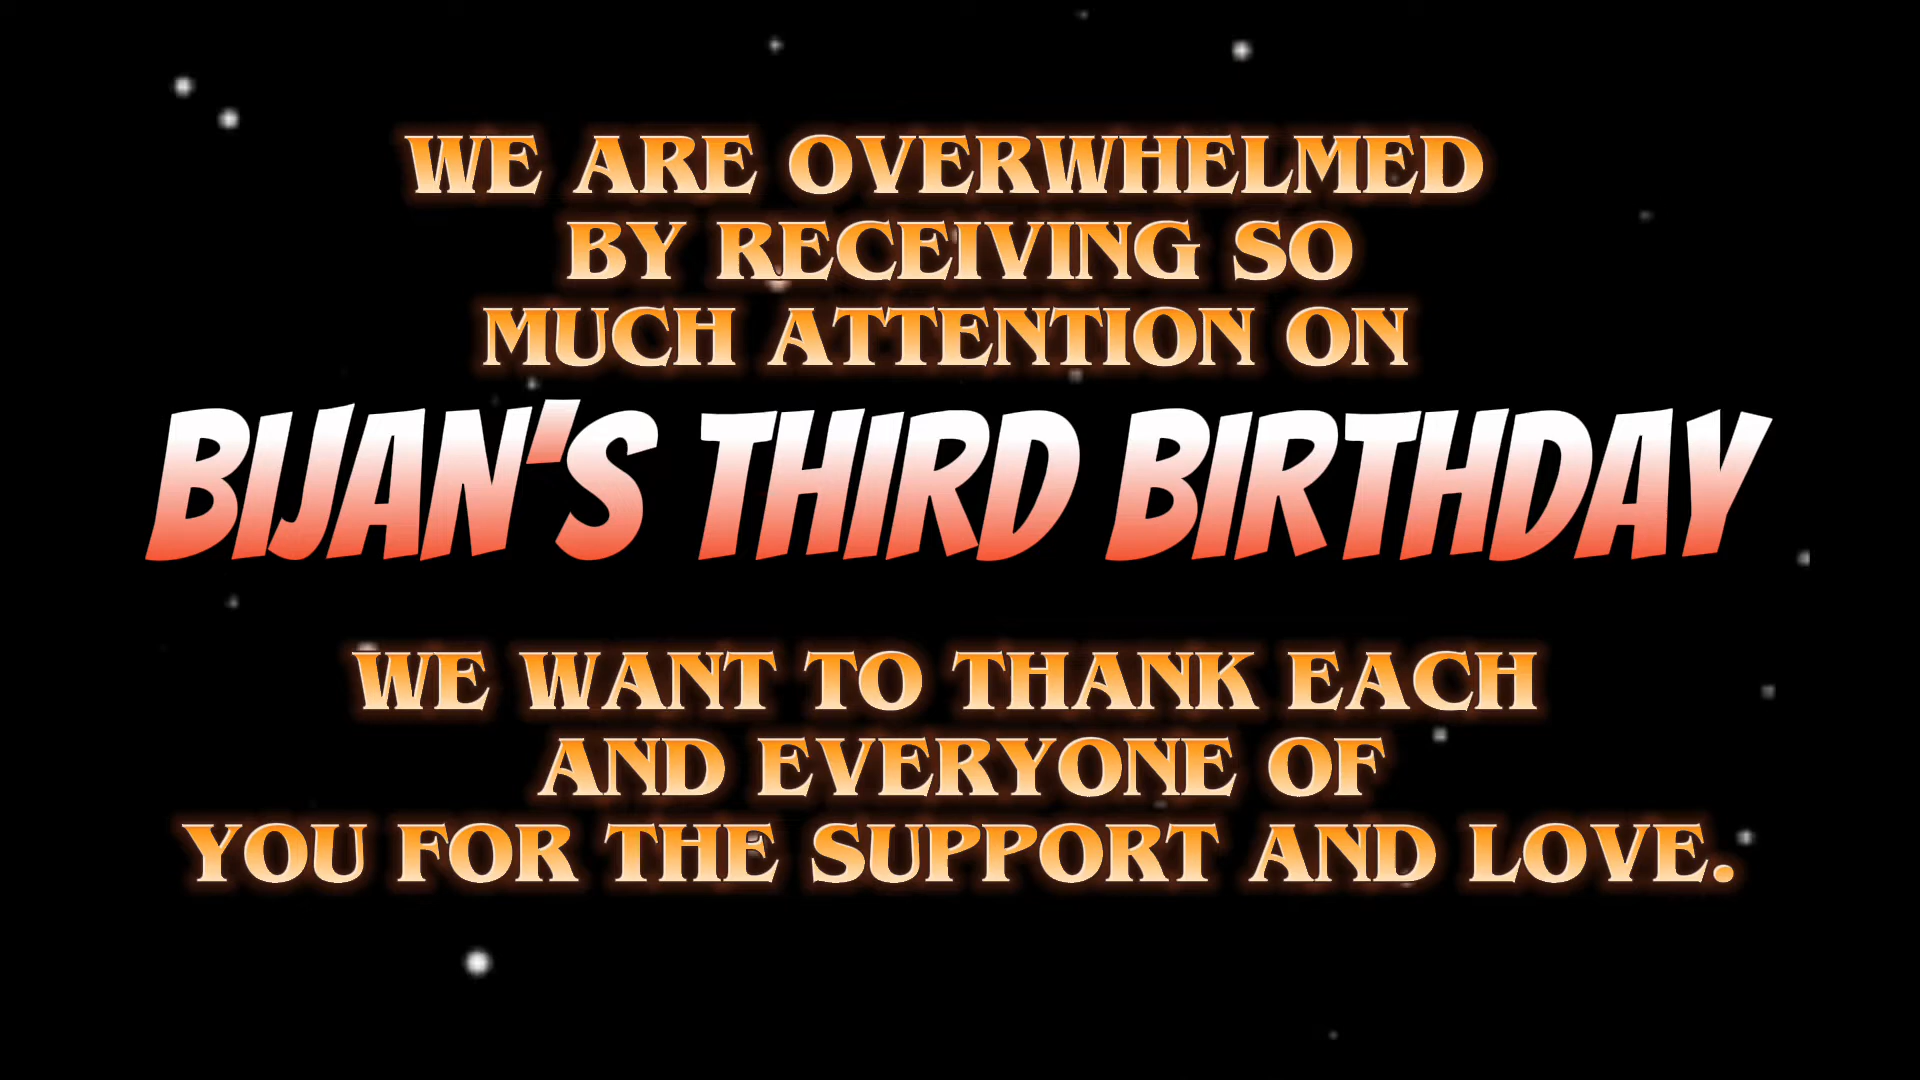 WE ARE OVERWHELMED
BY RECEIVING SO
MUCH ATTENTION ON
BIJAN'S THIRD BIRTHDAY
WE WANT TO THANK EACH
AND EVERYONE OF
YOU FOR THE SUPPORT AND LOVE.